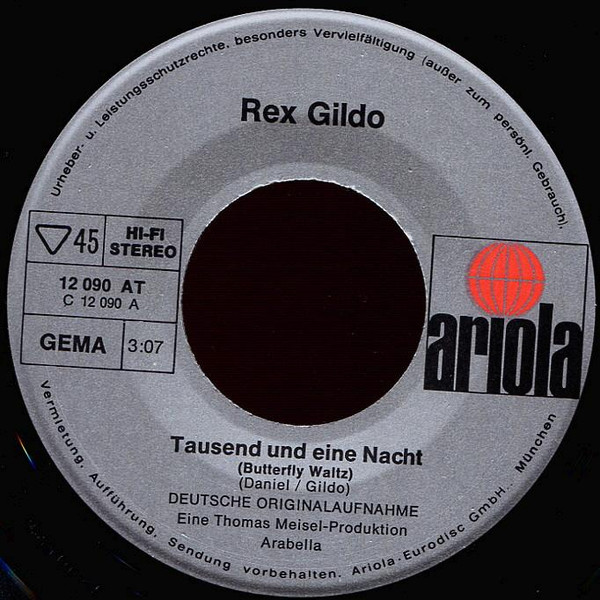 Urheber- u. Leistungsschutzrechte, besonders Vervielfältigung (außer zum persönl. Gebrauch),
Rex Gildo
45
HI-FI
STEREO
12 090 AT
C 12 090 A
GEMA
3:07
ariola
Tausend und eine Nacht
(Butterfly Waltz)
(Daniel / Gildo)
DEUTSCHE ORIGINALAUFNAHME
Eine Thomas Meisel-Produktion
Arabella
Vermietung, Aufführung, Sendung vorbehalten. Ariola-Eurodisc GmbH., München